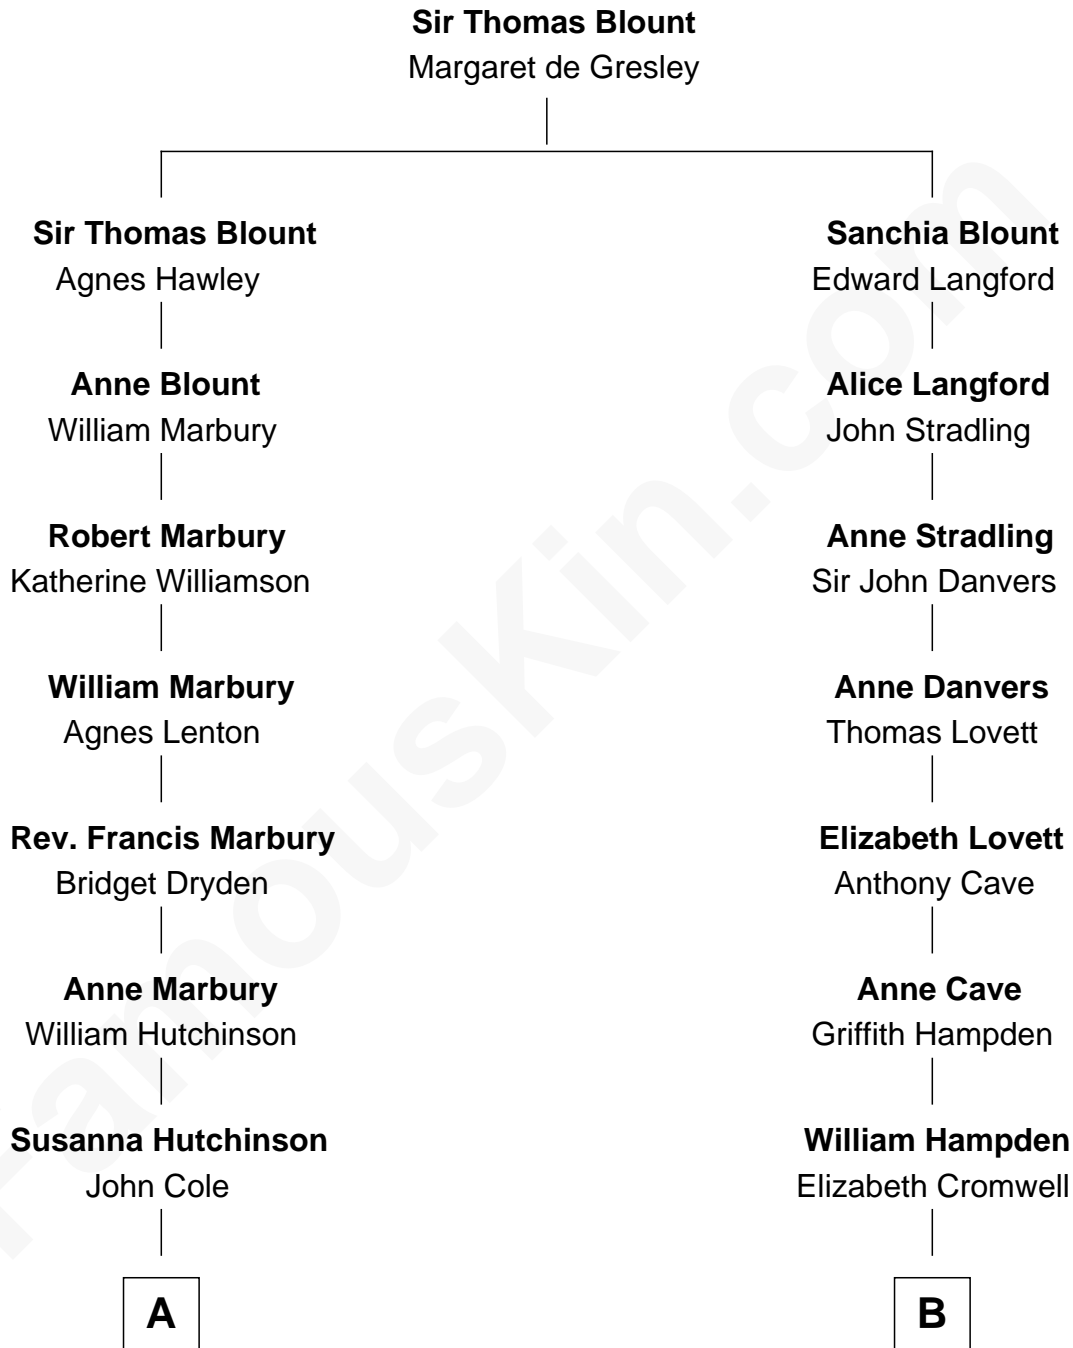 Sir Thomas Blount
Margaret de Gresley
Sir Thomas Blount
Agnes Hawley
Sanchia Blount
Edward Langford
Anne Blount
William Marbury
Alice Langford
John Stradling
Robert Marbury
Katherine Williamson
Anne Stradling
Sir John Danvers
William Marbury
Agnes Lenton
Anne Danvers
Thomas Lovett
Rev. Francis Marbury
Bridget Dryden
Elizabeth Lovett
Anthony Cave
Anne Marbury
William Hutchinson
Anne Cave
Griffith Hampden
Susanna Hutchinson
John Cole
William Hampden
Elizabeth Cromwell
A
B
FamousKin.com